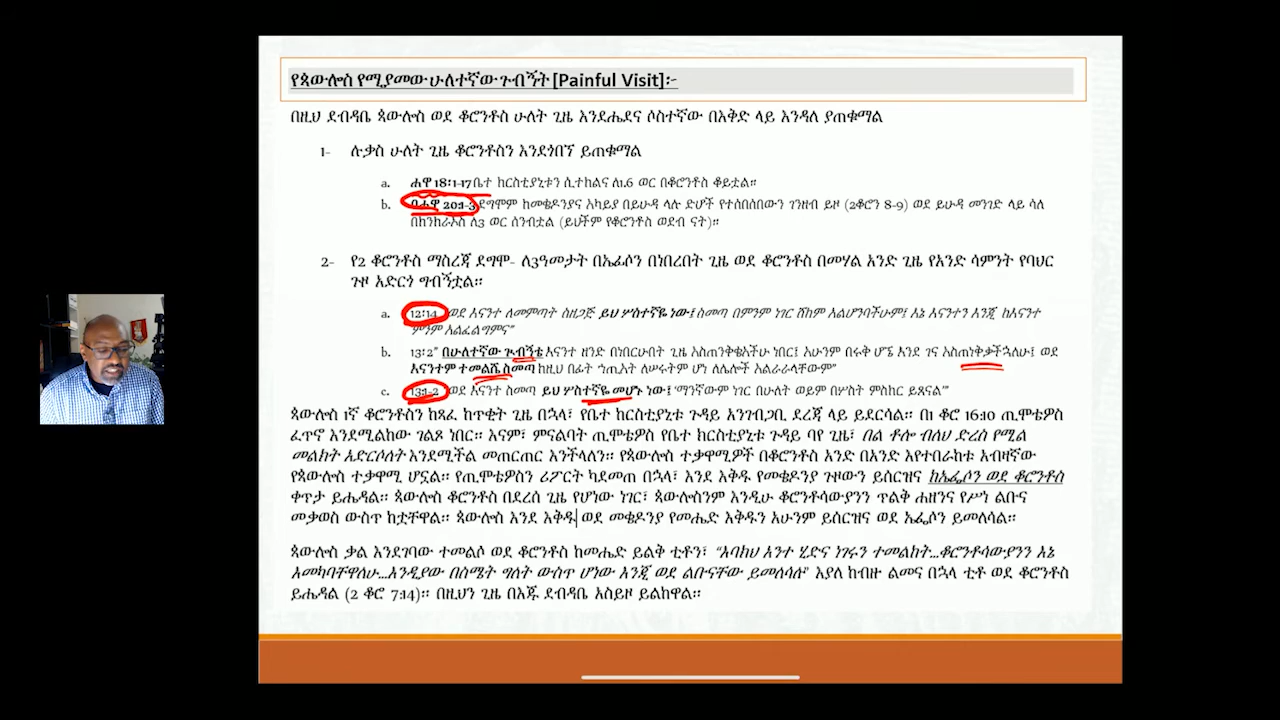 የጳውሎስ የሚያመው ሁለተኛው ጉብኝት [Painful Visit]፡-
በዚህ ደብዳቤ ጳውሎስ ወደ ቆሮንቶስ ሁለት ጊዜ እንደሔደና ሶስተኛው በእቅድ ላይ እንዳለ ያጠቁማል
1- ሉቃስ ሁለት ጊዜ ቆሮንቶስን እንደጎበኘ ይጠቁማል
a. ሐዋ 18፡1-17 ቤተ ክርስቲያኒቱን ሲተክልና ለ1.6 ወር በቆሮንቶስ ቆይቷል።
b. በሐዋ 20፡1-3 ደግሞም ከመቄዶንያና አካይያ በይሁዳ ላሉ ድሆች የተሰበሰበውን ገንዘብ ይዞ (2ቆሮን 8-9) ወደ ይሁዳ መንገድ ላይ ሳለ
በክንክራኦስ ለ3 ወር ሰንብቷል (ይህችም የቆሮንቶስ ወደብ ናት)።
2- የ2 ቆሮንቶስ ማስረጃ ደግሞ- ለ3ዓመታት በኤፌሶን በነበረበት ጊዜ ወደ ቆሮንቶስ በመሃል አንድ ጊዜ የአንድ ሳምንት የባህር
ጉዞ አድርጎ ግብኝቷል።
a. 12፡14 ወደ እናንተ ለመምጣት ስዘጋጅ ይህ ሦስተኛዬ ነው፤ ስመጣ በምንም ነገር ሸክም አልሆንባችሁም፤ እኔ እናንተን እንጂ ከእናንተ
ምንም አልፈልግምና”
b. 13፡2” በሁለተኛው ጉብኝቴ እናንተ ዘንድ በነበርሁበት ጊዜ አስጠንቅቄአችሁ ነበር፤ አሁንም በሩቅ ሆኜ እንደ ገና አስጠነቅቃችኋለሁ፤ ወደ
እናንተም ተመልሼ ስመጣ ከዚህ በፊት ኀጢአት ለሠሩትም ሆነ ለሌሎች አልራራላቸውም”
c. 13፡1-2 ወደ እናንተ ስመጣ ይህ ሦስተኛዬ መሆኑ ነው፤ ‘ማንኛውም ነገር በሁለት ወይም በሦስት ምስክር ይጸናል’”
ጳውሎስ 1ኛ ቆሮንቶስን ከጻፈ ከጥቂት ጊዜ በኋላ፣ የቤተ ክርስቲያኒቱ ጉዳይ አንገብጋቢ ደረጃ ላይ ይደርሳል። በ1 ቆሮ 16፡10 ጢሞቴዎስ
ፈጥኖ እንደሚልከው ገልጾ ነበር። እናም፣ ምናልባት ጢሞቴዎስ የቤተ ክርስቲያኒቱ ጉዳይ ባየ ጊዜ፣ በል ቶሎ ብለህ ድረስ የሚል
መልከት አድርሶለት እንደሚችል መጠርጠር እንችላለን። የጳውሎስ ተቃዋሚዎች በቆሮንቶስ አንድ በአንድ እየተበራከቱ አብዛኛው
የጳውሎስ ተቃዋሚ ሆኗል። የጢሞቴዎስን ሪፖርት ካደመጠ በኋላ፣ እንደ እቅዱ የመቄዶንያ ጉዞውን ይሰርዝና ከኤፌሶን ወደ ቆሮንቶስ
ቀጥታ ይሔዳል። ጳውሎስ ቆሮንቶስ በደረሰ ጊዜ የሆነው ነገር፣ ጳውሎስንም እንዲሁ ቆሮንቶሳውያንን ጥልቅ ሐዘንና የሥነ ልቡና
መቃወስ ውስጥ ከቷቸዋል። ጳውሎስ እንደ እቅዱ ወደ መቄዶንያ የመሔድ እቅዱን አሁንም ይሰርዝና ወደ ኤፌሶን ይመለሳል።
ጳውሎስ ቃል እንደገባው ተመልሶ ወደ ቆሮንቶስ ከመሔድ ይልቅ ቲቶን፣ “እባክህ አንተ ሂድና ነገሩን ተመልከት...ቆሮንቶሳውያንን እኔ
አመካባቸዋለሁ...እንዲያው በስሜት ግለት ውስጥ ሆነው እንጂ ወደ ልቡናቸው ይመለሳሉ” እያለ ከብዙ ልመና በኋላ ቲቶ ወደ ቆሮንቶስ
ይሔዳል (2 ቆሮ 7፡14)። በዚህን ጊዜ በእጁ ደብዳቤ አስይዞ ይልከዋል።